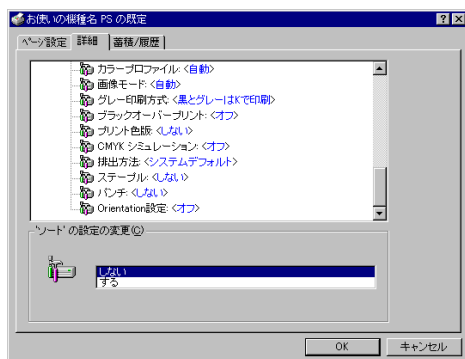 お使いの機種名 PS の既定
ページ設定 詳細 蓄積/履歴
カラープロファイル: <自動>
画像モード: <自動>
グレー印刷方式: <黒とグレーはKで印刷>
ブラックオーバープリント: <オフ>
プリント色版: <しない>
CMYK シミュレーション: <オフ>
排出方法: <システムデフォルト>
ステープル: <しない>
パンチ: <しない>
Orientation設定: <オフ>
'ソート' の設定の変更(C)
しない
する
OK キャンセル